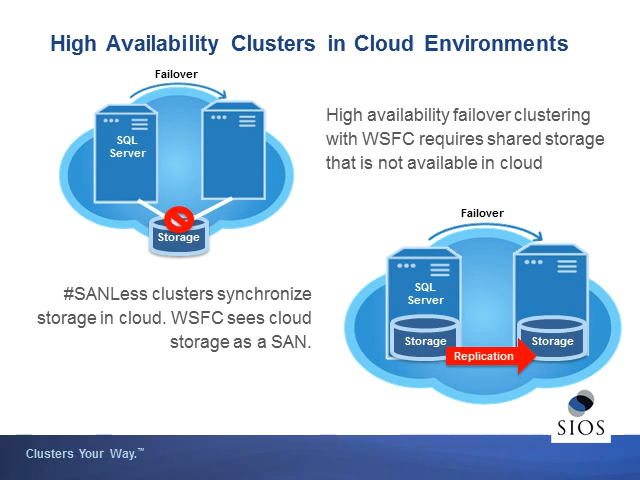 High Availability Clusters in Cloud Environments
Failover
SQL
Server
Storage
High availability failover clustering
with WSFC requires shared storage
that is not available in cloud
#SANLess clusters synchronize
storage in cloud. WSFC sees cloud
storage as a SAN.
Failover
SQL
Server
Storage
Storage
Replication
SIOS
Clusters Your Way.™